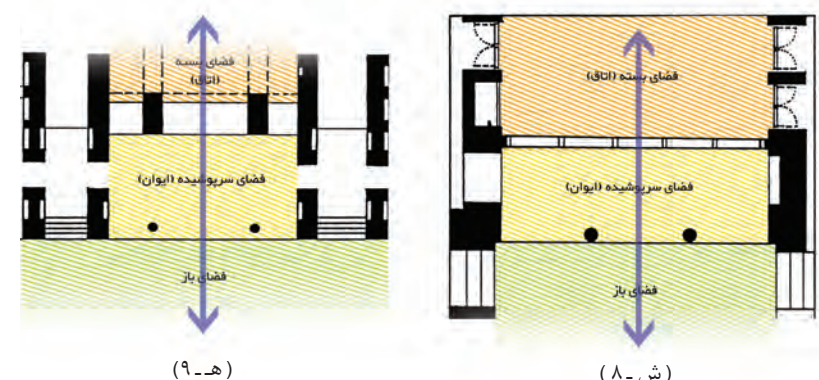 فضای بسته (اتاق)
فضای سرپوشیده (ایوان)
فضای باز
(ش ـ ۸)
فضای بسته
(اتاق)
فضای سرپوشیده (ایوان)
فضای باز
(هـ ـ ۹)